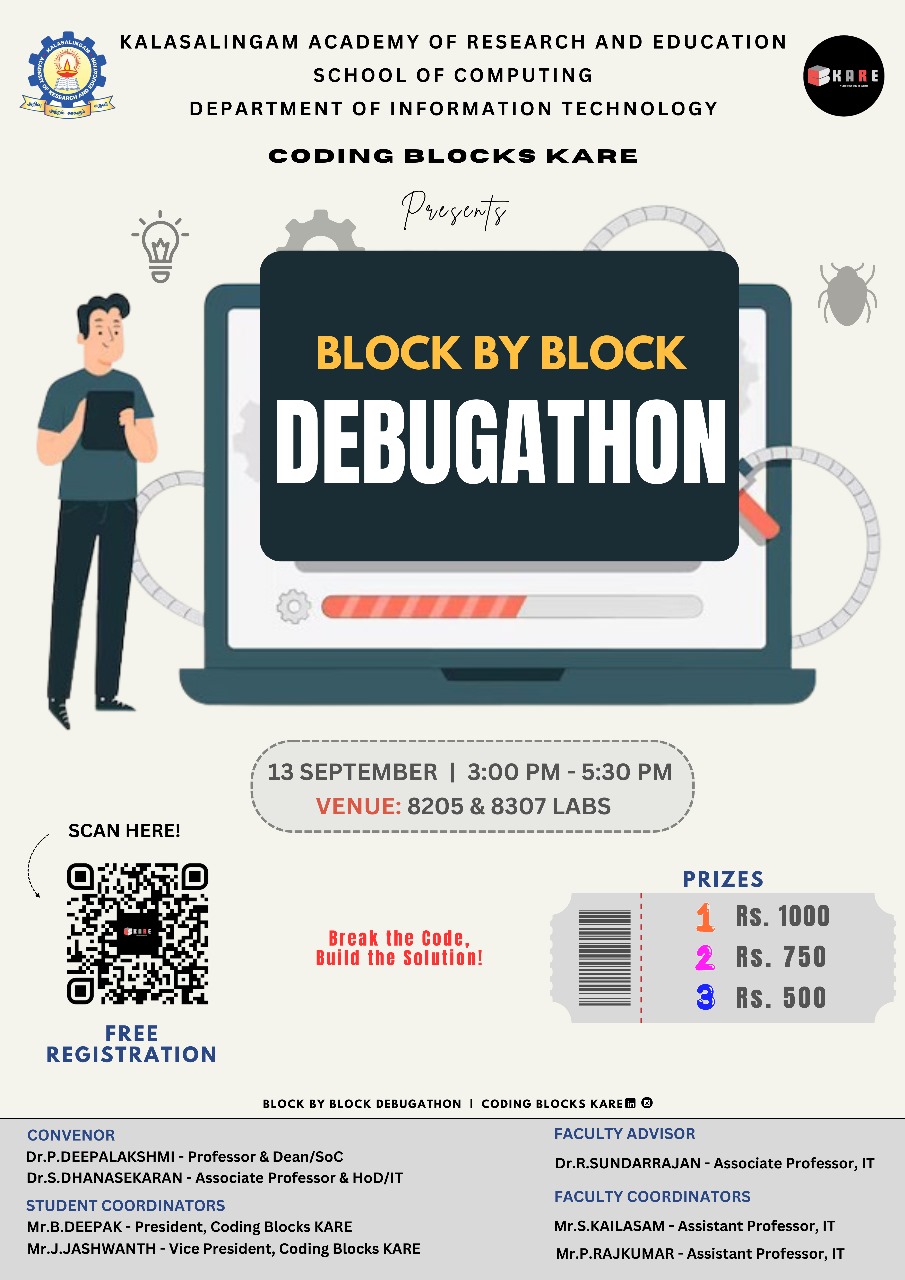 KALASALINGAM ACADEMY OF RESEARCH AND EDUCATION
SCHOOL OF COMPUTING
DEPARTMENT OF INFORMATION TECHNOLOGY
KARE
CODING BLOCKS KARE
Presents
BLOCK BY BLOCK
DEBUGATHON
13 SEPTEMBER | 3:00 PM - 5:30 PM
VENUE: 8205 & 8307 LABS
SCAN HERE!
FREE
REGISTRATION
Break the Code,
Build the Solution!
PRIZES
1 Rs. 1000
2 Rs. 750
3 Rs. 500
BLOCK BY BLOCK DEBUGATHON | CODING BLOCKS KARE
CONVENOR
Dr.P.DEEPALAKSHMI - Professor & Dean/SoC
Dr.S.DHANASEKARAN - Associate Professor & HoD/IT
STUDENT COORDINATORS
Mr.B.DEEPAK - President, Coding Blocks KARE
Mr.J.JASHWANTH - Vice President, Coding Blocks KARE
FACULTY ADVISOR
Dr.R.SUNDARRAJAN - Associate Professor, IT
FACULTY COORDINATORS
Mr.S.KAILASAM - Assistant Professor, IT
Mr.P.RAJKUMAR - Assistant Professor, IT